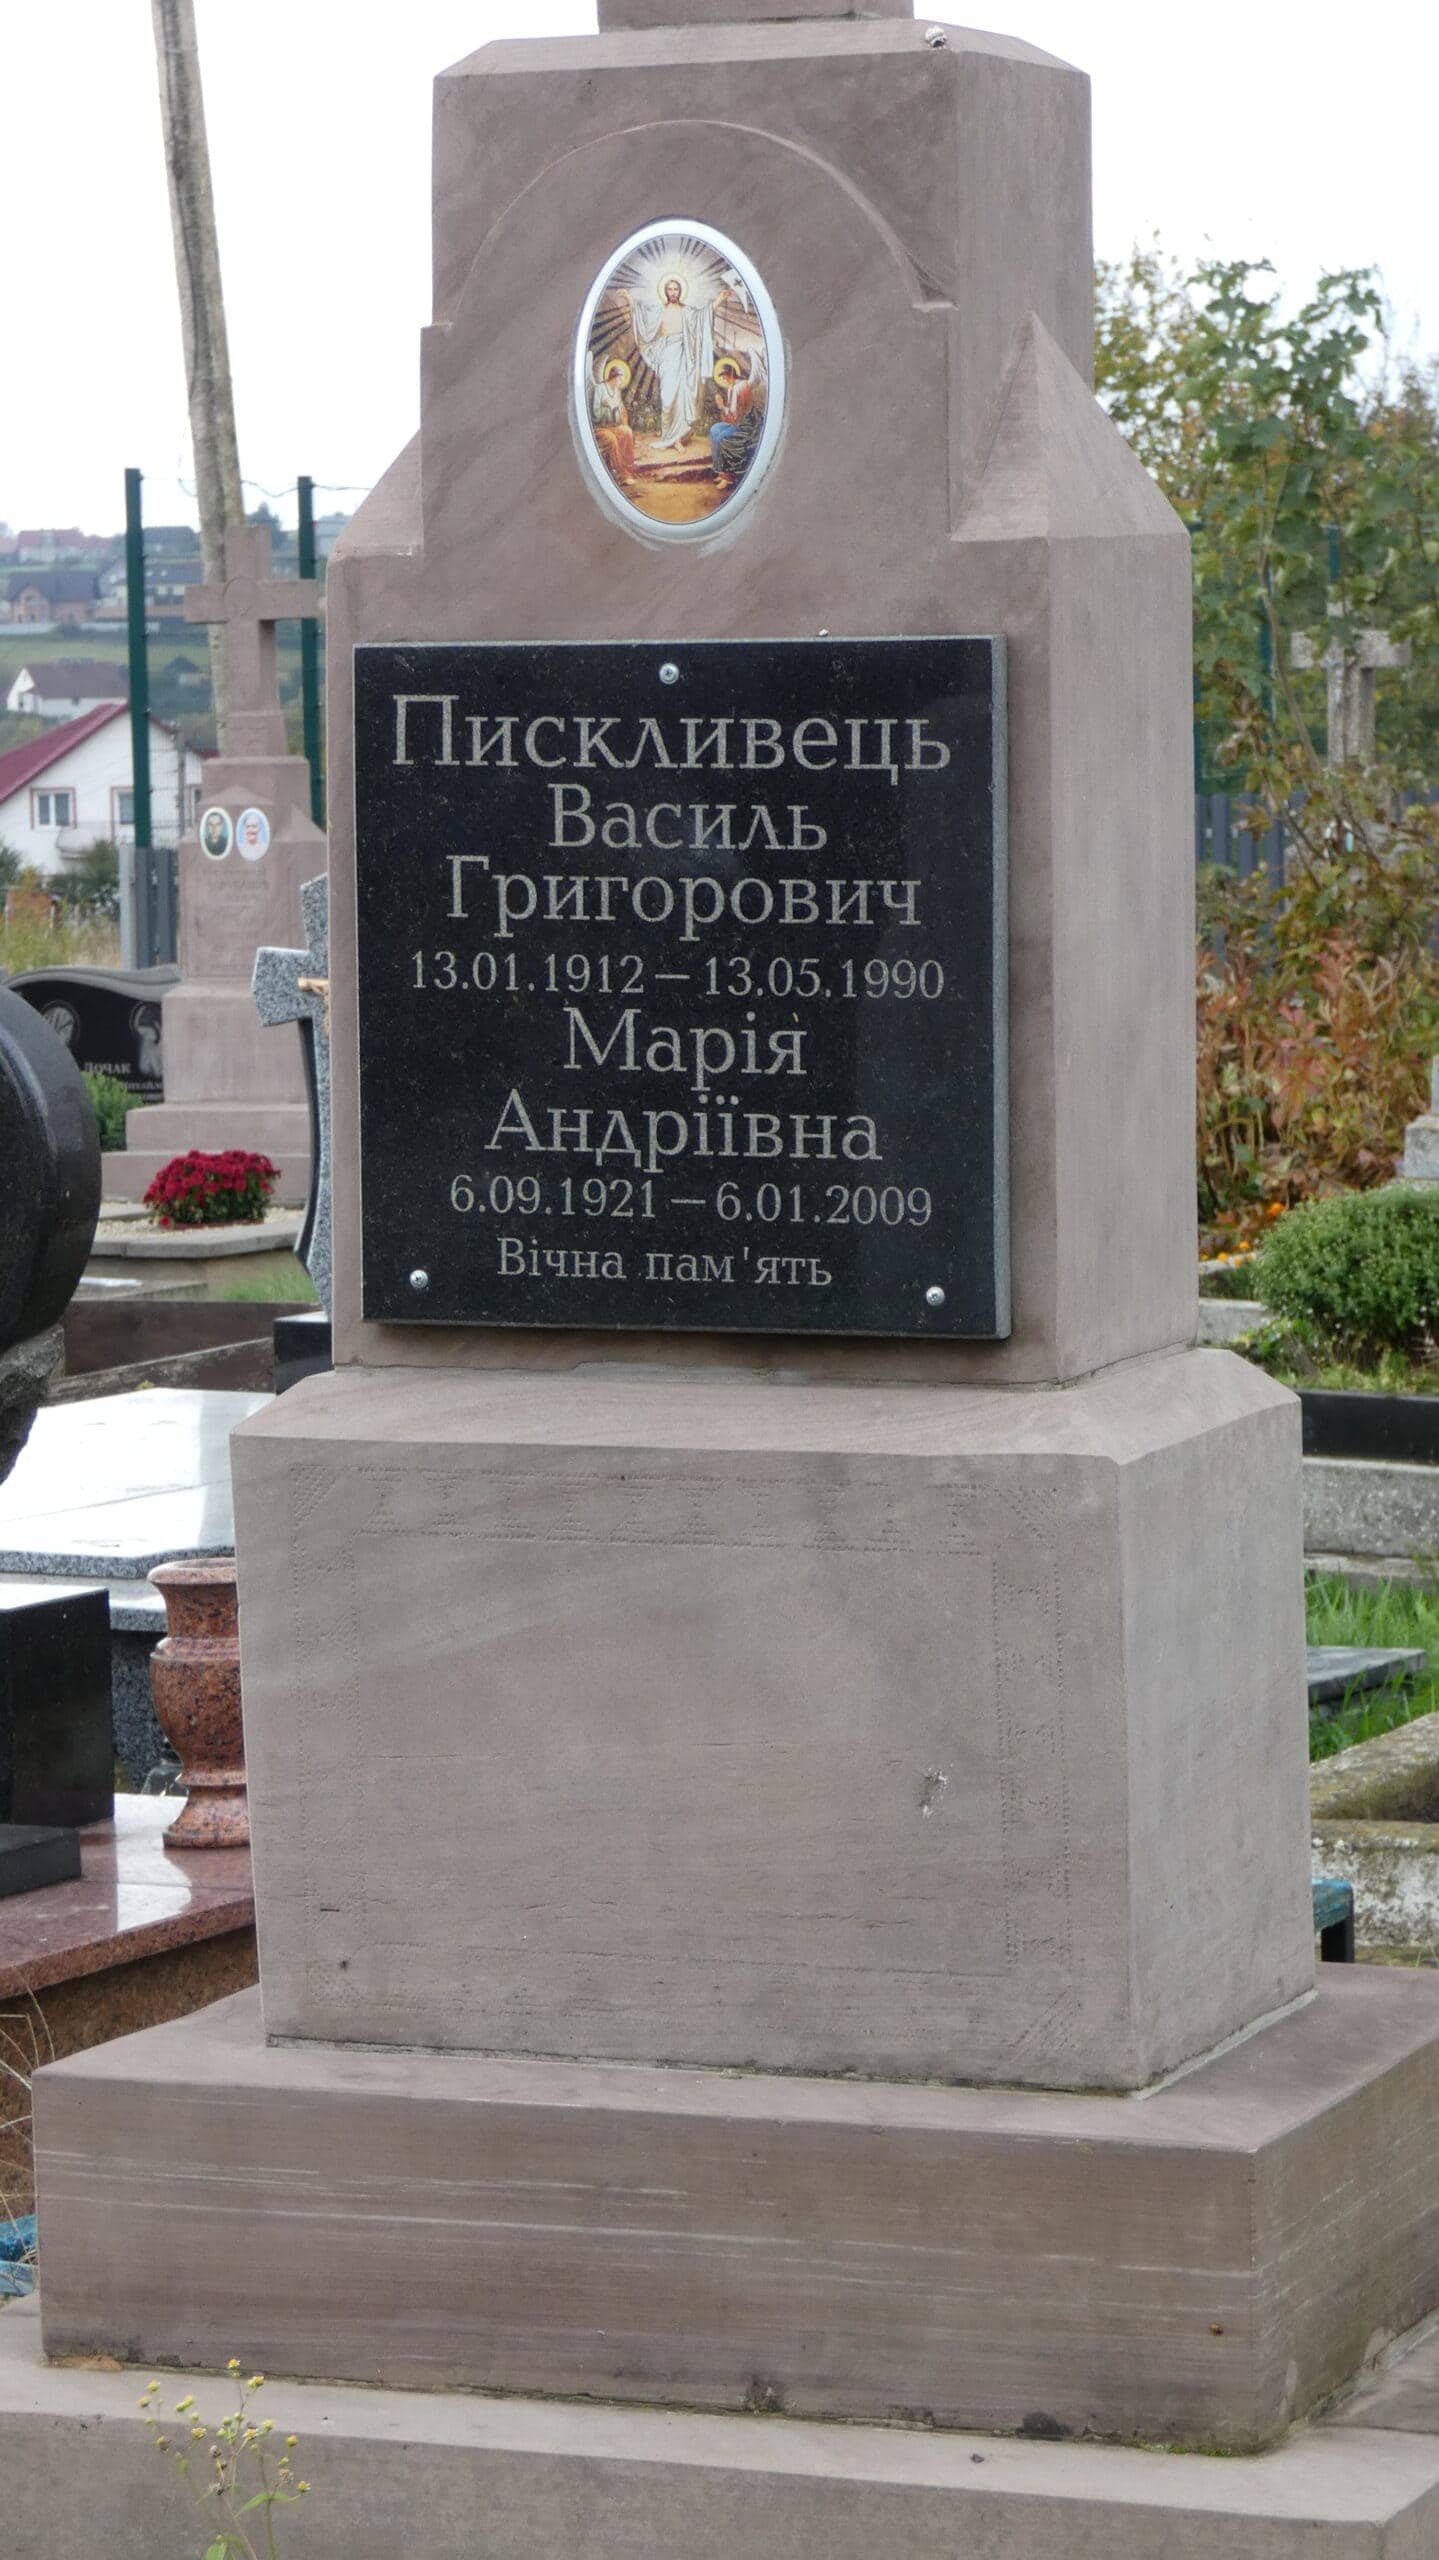 Пискливець
Василь
Григорович
13.01.1912 – 13.05.1990
Марія
Андріївна
6.09.1921 – 6.01.2009
Вічна пам'ять
Дочак